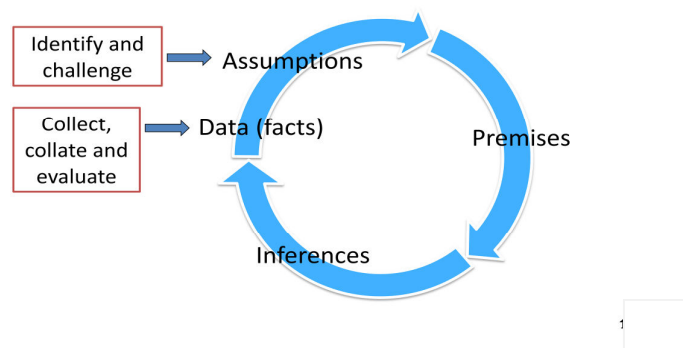 Identify and
challenge
Assumptions
Collect,
collate and
evaluate
Data (facts)
Premises
Inferences